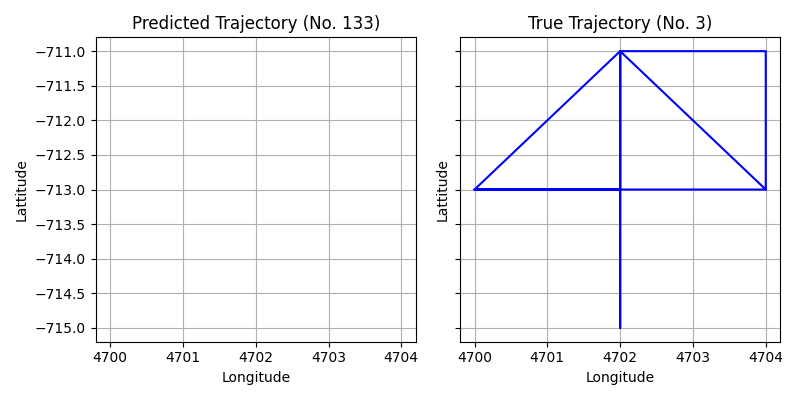 Predicted Trajectory (No. 133)
True Trajectory (No. 3)
Lattitude
−711.0
−711.5
−712.0
−712.5
−713.0
−713.5
−714.0
−714.5
−715.0
4700 4701 4702 4703 4704
Longitude
Lattitude
4700 4701 4702 4703 4704
Longitude